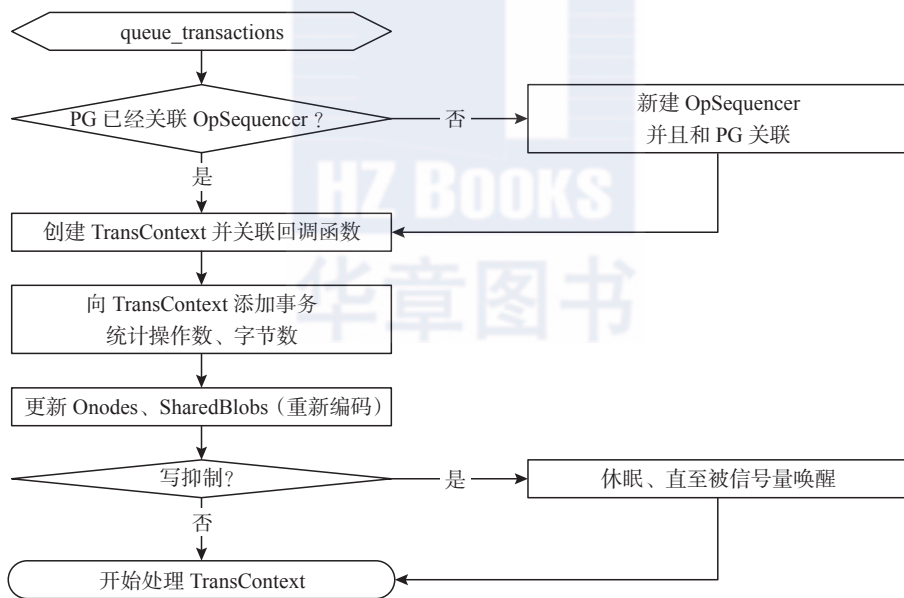 queue_transactions
PG 已经关联 OpSequencer？
否
新建 OpSequencer
并且和 PG 关联
是
HZ BOOKS
华章图书
创建 TransContext 并关联回调函数
向 TransContext 添加事务
统计操作数、字节数
更新 Onodes、SharedBlobs（重新编码）
写抑制？
是
休眠、直至被信号量唤醒
否
开始处理 TransContext